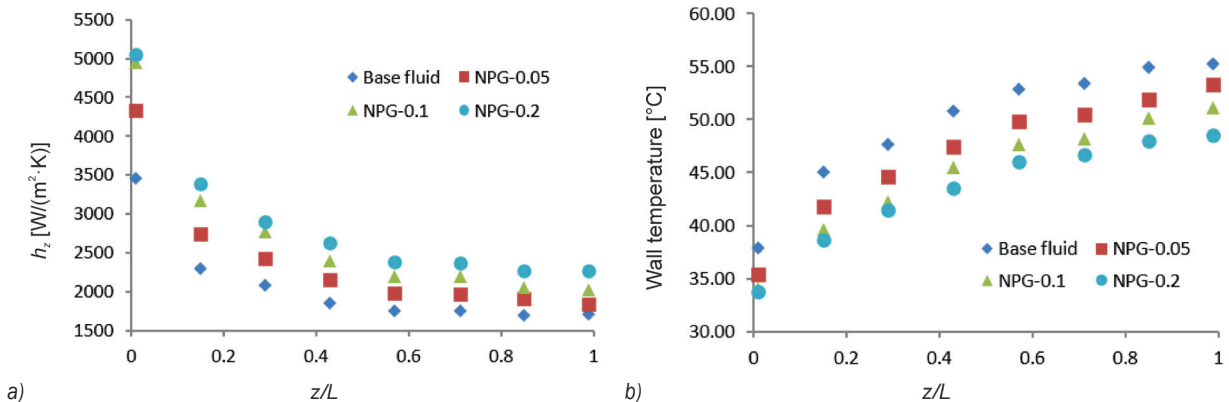 5500
5000
4500
4000
3500
3000
2500
2000
1500
h_z [W/(m²·K)]
Base fluid
NPG-0.05
NPG-0.1
NPG-0.2
0
0.2
0.4
0.6
0.8
1
z/L
a)
60.00
55.00
50.00
45.00
40.00
35.00
30.00
Wall temperature [°C]
Base fluid
NPG-0.05
NPG-0.1
NPG-0.2
0
0.2
0.4
0.6
0.8
1
z/L
b)